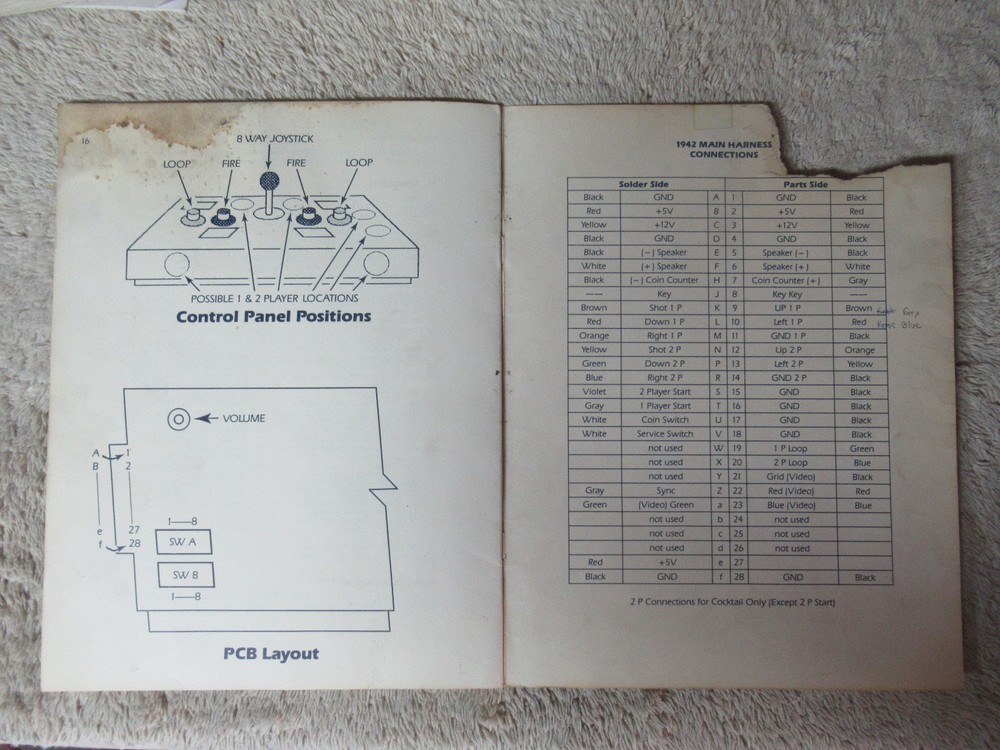 16
8 WAY JOYSTICK
LOOP FIRE FIRE LOOP
POSSIBLE 1 & 2 PLAYER LOCATIONS
Control Panel Positions
VOLUME
A 1
B 2
e 27
f 28
1——8
SW A
SW B
1——8
PCB Layout
1942 MAIN HARNESS
CONNECTIONS
Solder Side Parts Side
Black GND A 1 GND Black
Red +5V B 2 +5V Red
Yellow +12V C 3 +12V Yellow
Black GND D 4 GND Black
Black (−) Speaker E 5 Speaker (−) Black
White (+) Speaker F 6 Speaker (+) White
Black (−) Coin Counter H 7 Coin Counter (+) Gray
—— Key J 8 Key Key ——
Brown Shot 1 P K 9 UP 1 P Brown Gray
Red Down 1 P L 10 Left 1 P Red Blue
Orange Right 1 P M 11 GND 1 P Black
Yellow Shot 2 P N 12 Up 2 P Orange
Green Down 2 P P 13 Left 2 P Yellow
Blue Right 2 P R 14 GND 2 P Black
Violet 2 Player Start S 15 GND Black
Gray 1 Player Start T 16 GND Black
White Coin Switch U 17 GND Black
White Service Switch V 18 GND Black
not used W 19 1 P Loop Green
not used X 20 2 P Loop Blue
not used Y 21 Grid (Video) Black
Gray Sync Z 22 Red (Video) Red
Green (Video) Green a 23 Blue (Video) Blue
not used b 24 not used
not used c 25 not used
not used d 26 not used
Red +5V e 27
Black GND f 28 GND Black
2 P Connections for Cocktail Only (Except 2 P Start)